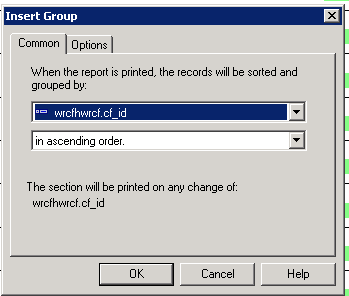 Insert Group
Common
Options
When the report is printed, the records will be sorted and
grouped by:
wrcfhwrcf.cf_id
in ascending order.
The section will be printed on any change of:
wrcfhwrcf.cf_id
OK
Cancel
Help